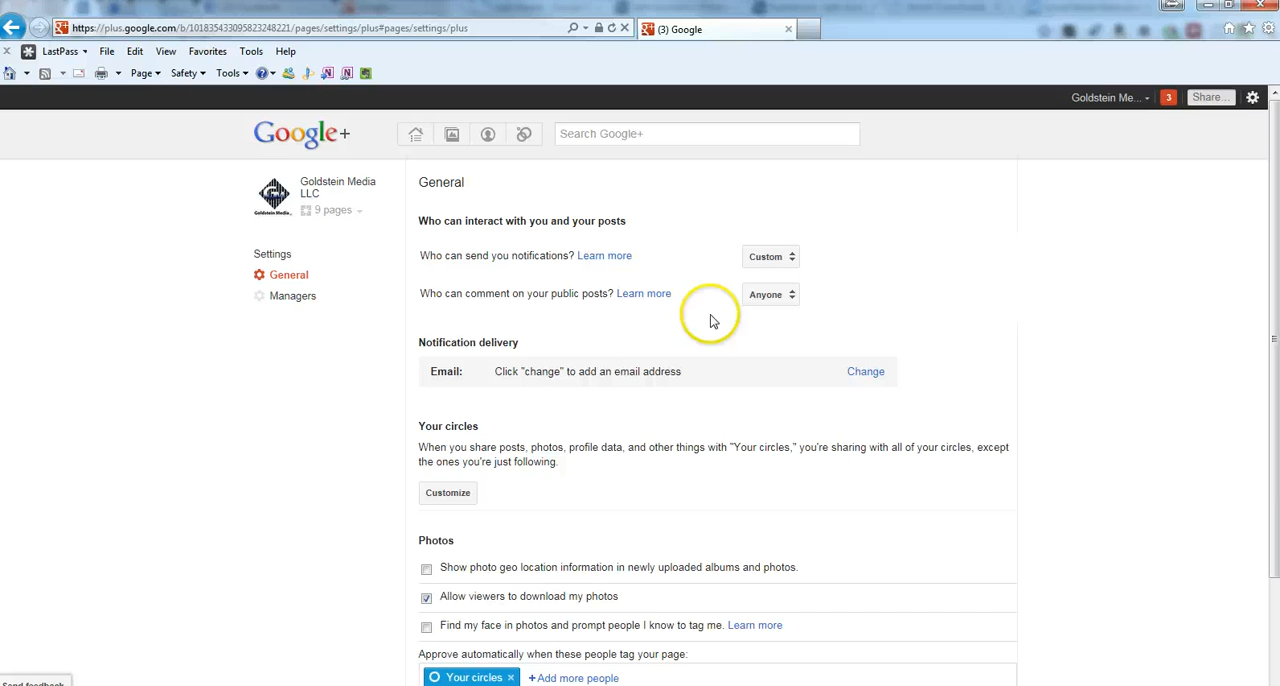 https://plus.google.com/b/101835433095823248221/pages/settings/plus#pages/settings/plus
(3) Google
LastPass File Edit View Favorites Tools Help
Page Safety Tools
Goldstein Me... 3 Share...
Google+
Search Google+
Goldstein Media
LLC
9 pages
Settings
General
Managers
General
Who can interact with you and your posts
Who can send you notifications? Learn more Custom
Who can comment on your public posts? Learn more Anyone
Notification delivery
Email: Click "change" to add an email address Change
Your circles
When you share posts, photos, profile data, and other things with "Your circles," you're sharing with all of your circles, except
the ones you're just following.
Customize
Photos
Show photo geo location information in newly uploaded albums and photos.
Allow viewers to download my photos
Find my face in photos and prompt people I know to tag me. Learn more
Approve automatically when these people tag your page:
Your circles × +Add more people
Send feedback